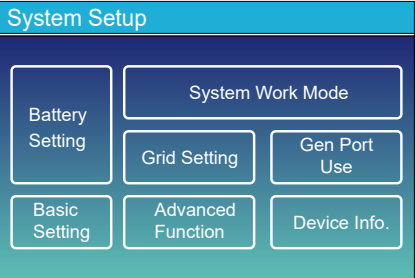 System Setup
Battery
Setting
System Work Mode
Grid Setting
Gen Port
Use
Basic
Setting
Advanced
Function
Device Info.